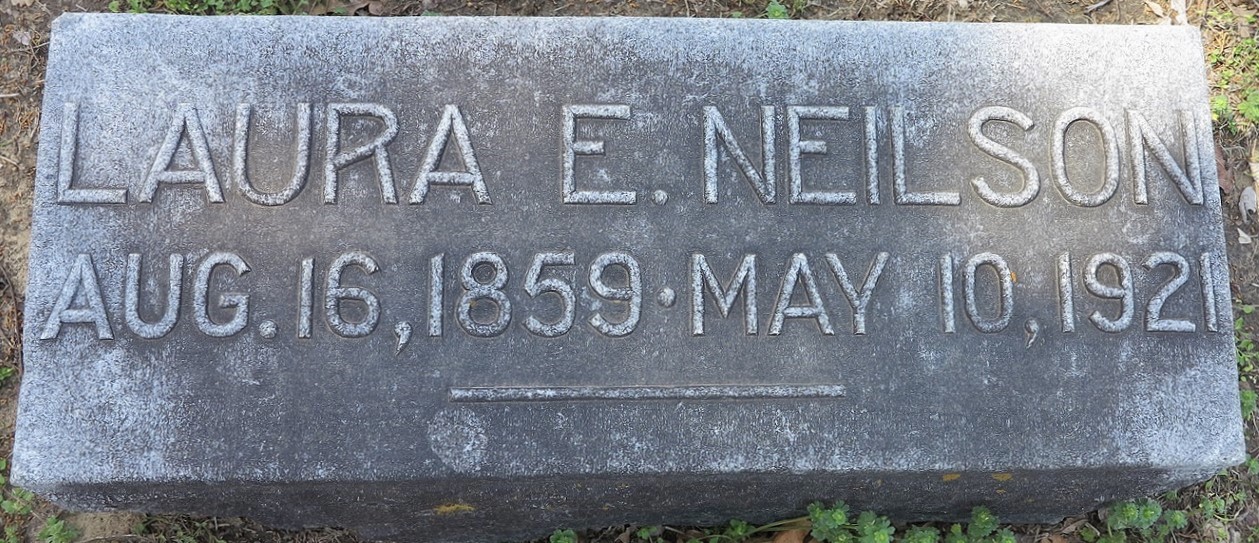 LAURA E. NEILSON
AUG. 16, 1859 · MAY 10, 1921